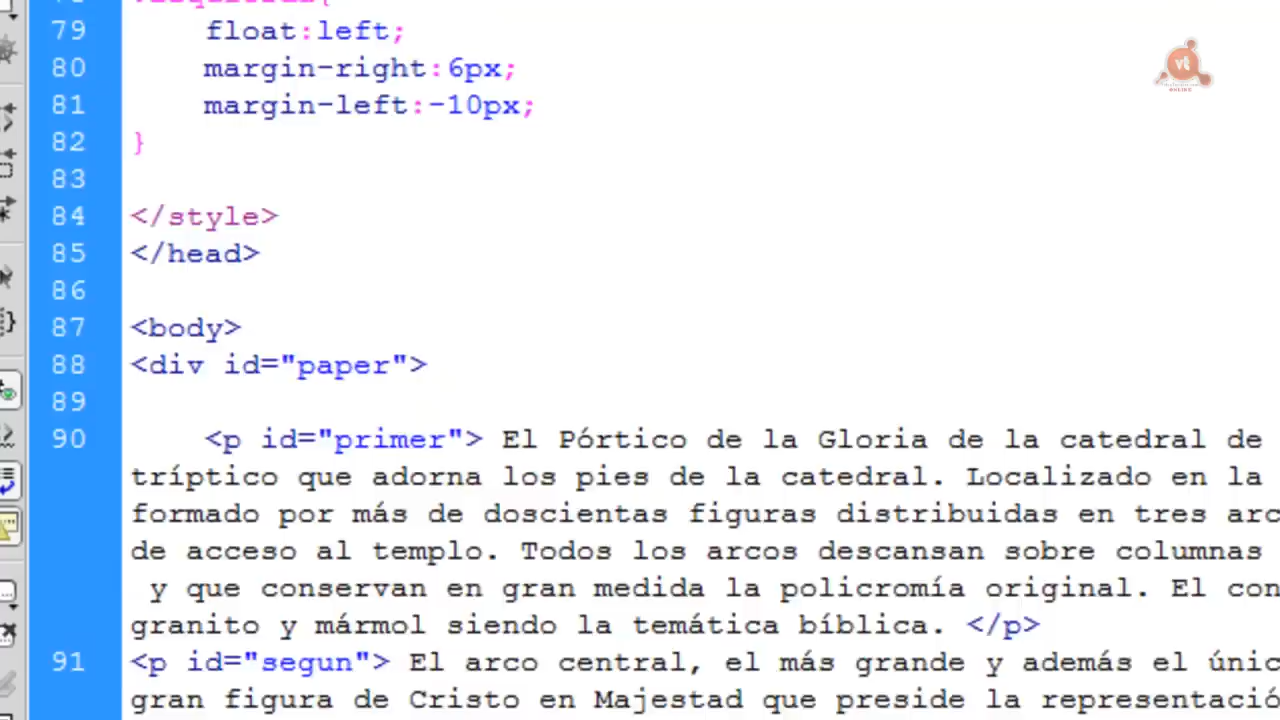 79 float:left;
80 margin-right:6px;
81 margin-left:-10px;
82 }
83
84 </style>
85 </head>
86
87 <body>
88 <div id="paper">
89
90 <p id="primer"> El Pórtico de la Gloria de la catedral de
tríptico que adorna los pies de la catedral. Localizado en la
formado por más de doscientas figuras distribuidas en tres arc
de acceso al templo. Todos los arcos descansan sobre columnas
y que conservan en gran medida la policromía original. El con
granito y mármol siendo la temática bíblica. </p>
91 <p id="segun"> El arco central, el más grande y además el únic
gran figura de Cristo en Majestad que preside la representació
vt